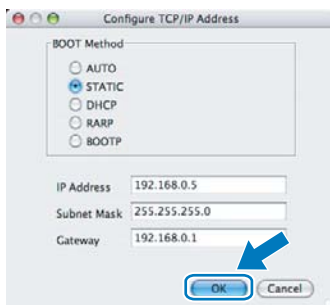 Configure TCP/IP Address
BOOT Method
AUTO
STATIC
DHCP
RARP
BOOTP
IP Address 192.168.0.5
Subnet Mask 255.255.255.0
Gateway 192.168.0.1
OK Cancel